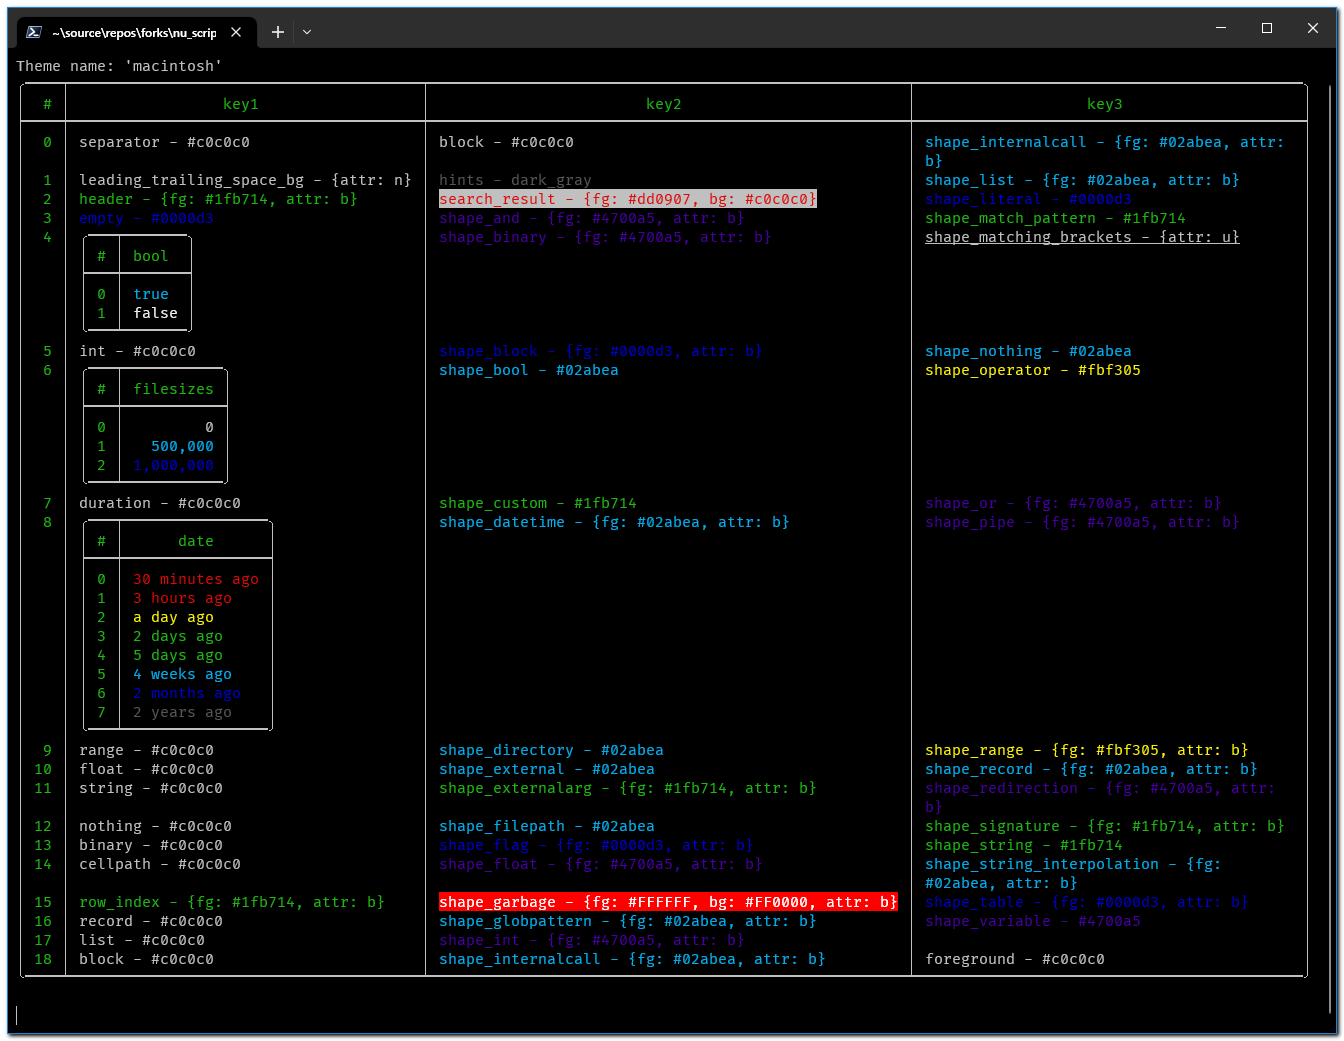 ~\source\repos\forks\nu_scrip
Theme name: 'macintosh'
# key1 key2 key3
0 separator - #c0c0c0 block - #c0c0c0 shape_internalcall - {fg: #02abea, attr:
b}
1 leading_trailing_space_bg - {attr: n} hints - dark_gray shape_list - {fg: #02abea, attr: b}
2 header - {fg: #1fb714, attr: b} search_result - {fg: #dd0907, bg: #c0c0c0} shape_literal - #0000d3
3 empty - #0000d3 shape_and - {fg: #4700a5, attr: b} shape_match_pattern - #1fb714
4 shape_binary - {fg: #4700a5, attr: b} shape_matching_brackets - {attr: u}
# bool
0 true
1 false
5 int - #c0c0c0 shape_block - {fg: #0000d3, attr: b} shape_nothing - #02abea
6 shape_bool - #02abea shape_operator - #fbf305
# filesizes
0 0
1 500,000
2 1,000,000
7 duration - #c0c0c0 shape_custom - #1fb714 shape_or - {fg: #4700a5, attr: b}
8 shape_datetime - {fg: #02abea, attr: b} shape_pipe - {fg: #4700a5, attr: b}
# date
0 30 minutes ago
1 3 hours ago
2 a day ago
3 2 days ago
4 5 days ago
5 4 weeks ago
6 2 months ago
7 2 years ago
9 range - #c0c0c0 shape_directory - #02abea shape_range - {fg: #fbf305, attr: b}
10 float - #c0c0c0 shape_external - #02abea shape_record - {fg: #02abea, attr: b}
11 string - #c0c0c0 shape_externalarg - {fg: #1fb714, attr: b} shape_redirection - {fg: #4700a5, attr:
b}
12 nothing - #c0c0c0 shape_filepath - #02abea shape_signature - {fg: #1fb714, attr: b}
13 binary - #c0c0c0 shape_flag - {fg: #0000d3, attr: b} shape_string - #1fb714
14 cellpath - #c0c0c0 shape_float - {fg: #4700a5, attr: b} shape_string_interpolation - {fg:
#02abea, attr: b}
15 row_index - {fg: #1fb714, attr: b} shape_garbage - {fg: #FFFFFF, bg: #FF0000, attr: b} shape_table - {fg: #0000d3, attr: b}
16 record - #c0c0c0 shape_globpattern - {fg: #02abea, attr: b} shape_variable - #4700a5
17 list - #c0c0c0 shape_int - {fg: #4700a5, attr: b}
18 block - #c0c0c0 shape_internalcall - {fg: #02abea, attr: b} foreground - #c0c0c0